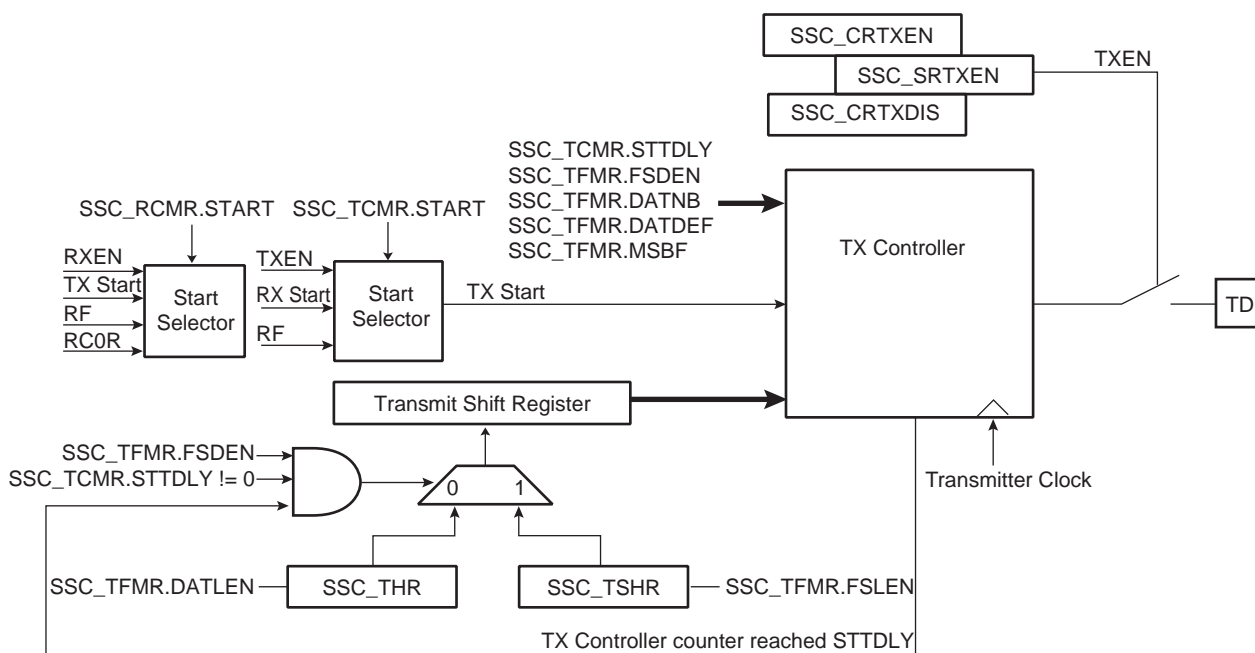 SSC_CRTXEN
SSC_SRTXEN
TXEN
SSC_CRTXDIS
SSC_TCMR.STTDLY
SSC_TFMR.FSDEN
SSC_TFMR.DATNB
SSC_TFMR.DATDEF
SSC_TFMR.MSBF
SSC_RCMR.START
SSC_TCMR.START
RXEN
TX Start
RF
RC0R
Start
Selector
TXEN
RX Start
RF
Start
Selector
TX Start
TX Controller
TD
Transmit Shift Register
SSC_TFMR.FSDEN
SSC_TCMR.STTDLY != 0
0
1
Transmitter Clock
SSC_TFMR.DATLEN
SSC_THR
SSC_TSHR
SSC_TFMR.FSLEN
TX Controller counter reached STTDLY